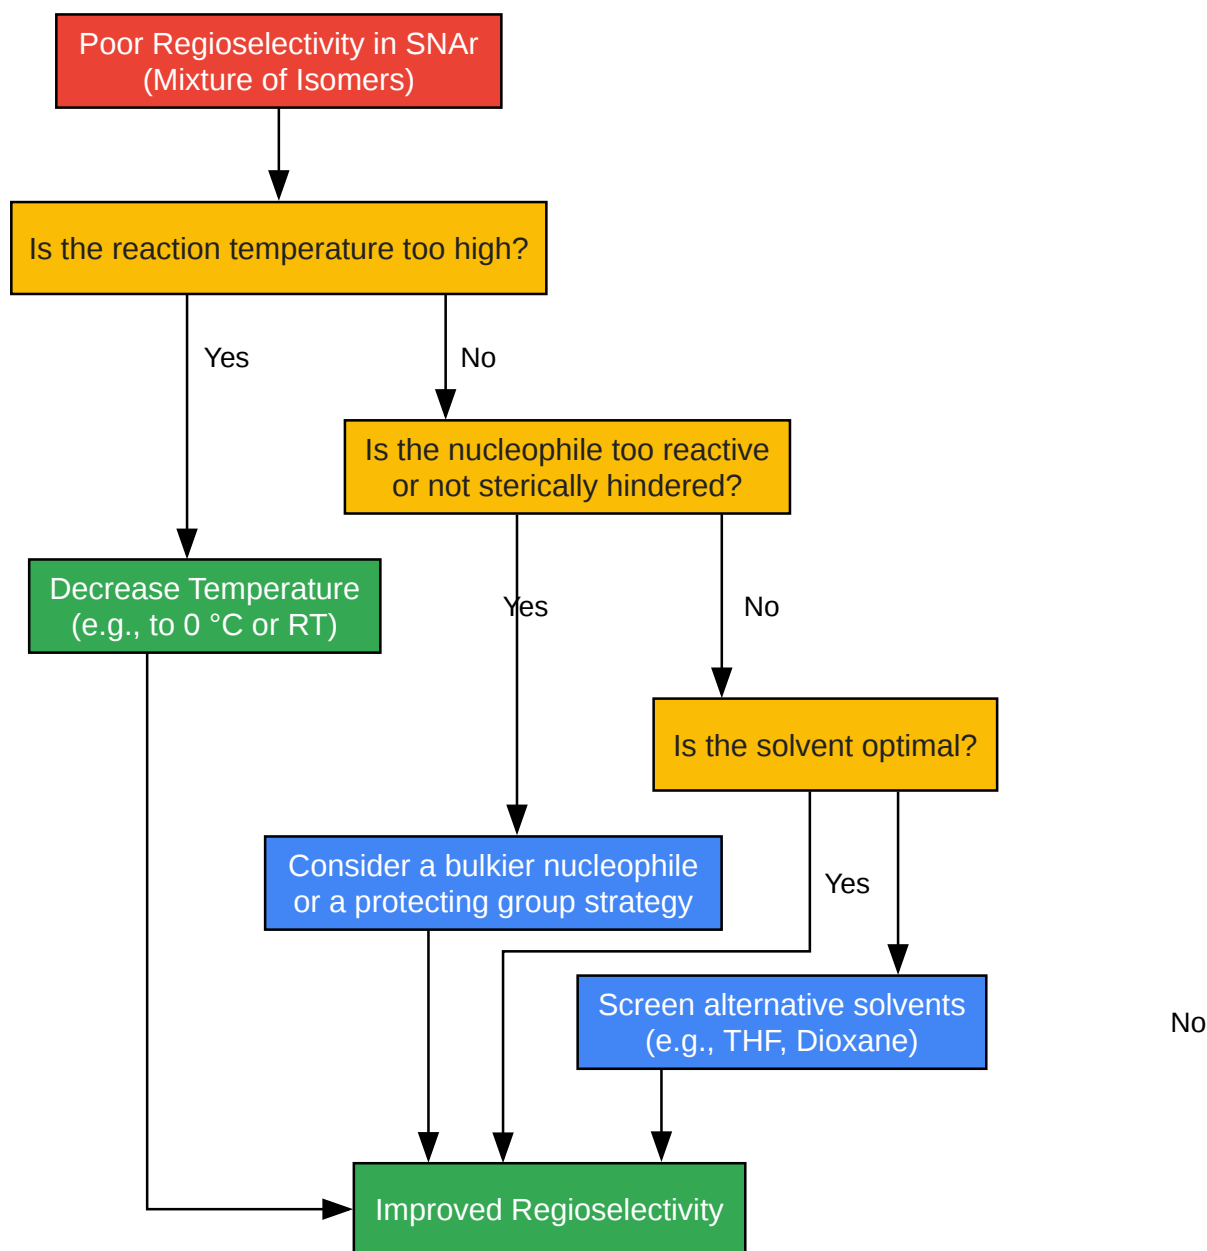 Poor Regioselectivity in SNAr
(Mixture of Isomers)
Is the reaction temperature too high?
Yes
No
Is the nucleophile too reactive
or not sterically hindered?
Decrease Temperature
(e.g., to 0 °C or RT)
Yes
No
Is the solvent optimal?
Consider a bulkier nucleophile
or a protecting group strategy
Yes
Screen alternative solvents
(e.g., THF, Dioxane)
No
Improved Regioselectivity